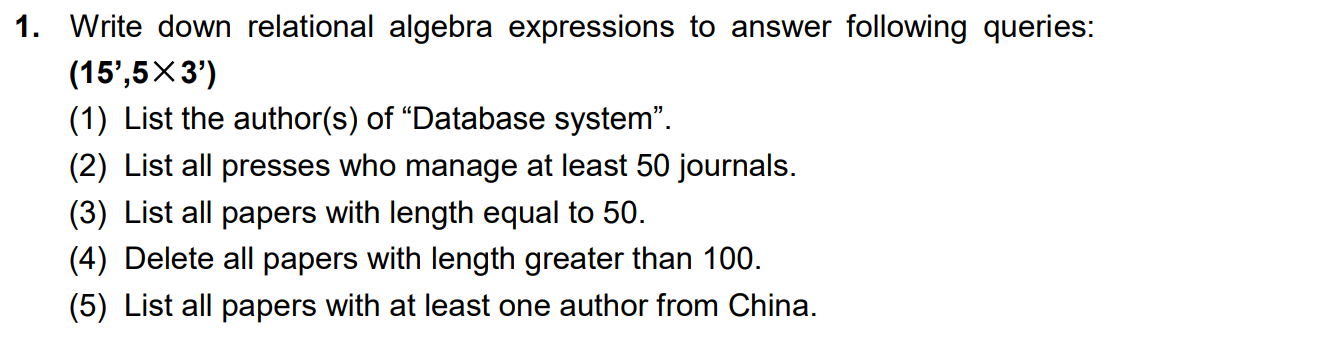 1. Write down relational algebra expressions to answer following queries:
(15’,5×3’)
(1) List the author(s) of “Database system”.
(2) List all presses who manage at least 50 journals.
(3) List all papers with length equal to 50.
(4) Delete all papers with length greater than 100.
(5) List all papers with at least one author from China.